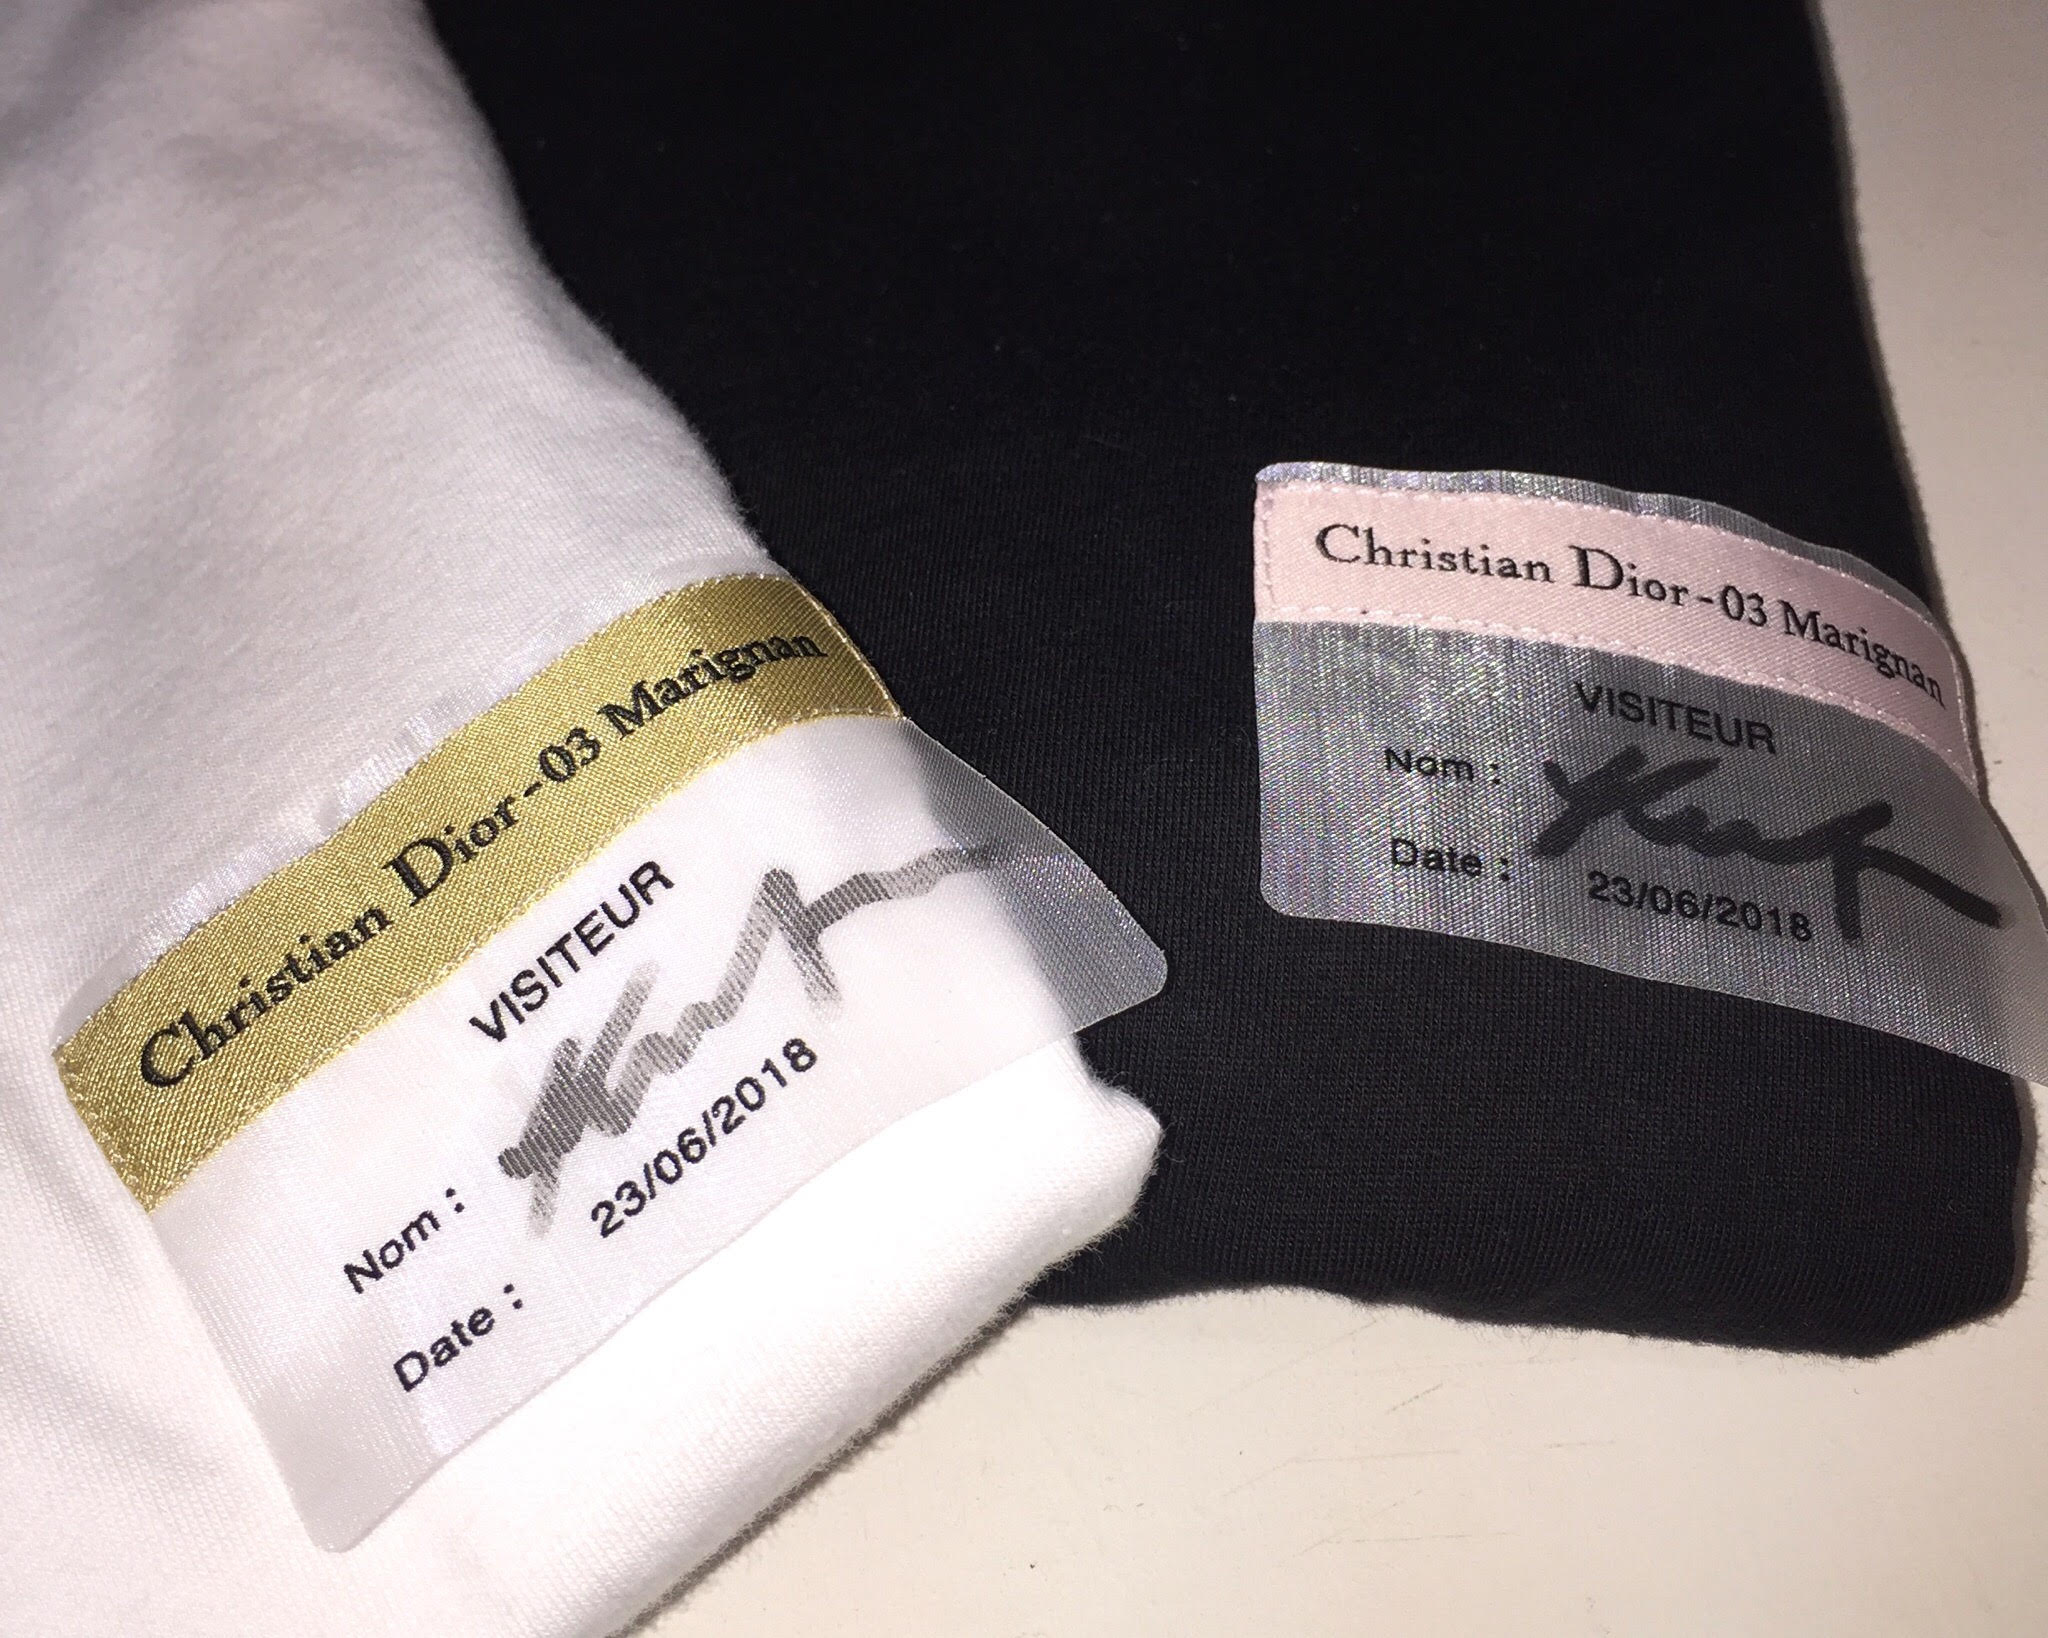 Christian Dior-03 Marignan
VISITEUR
Nom :
Date :
23/06/2018
Christian Dior-03 Marignan
VISITEUR
Nom :
Date :
23/06/2018